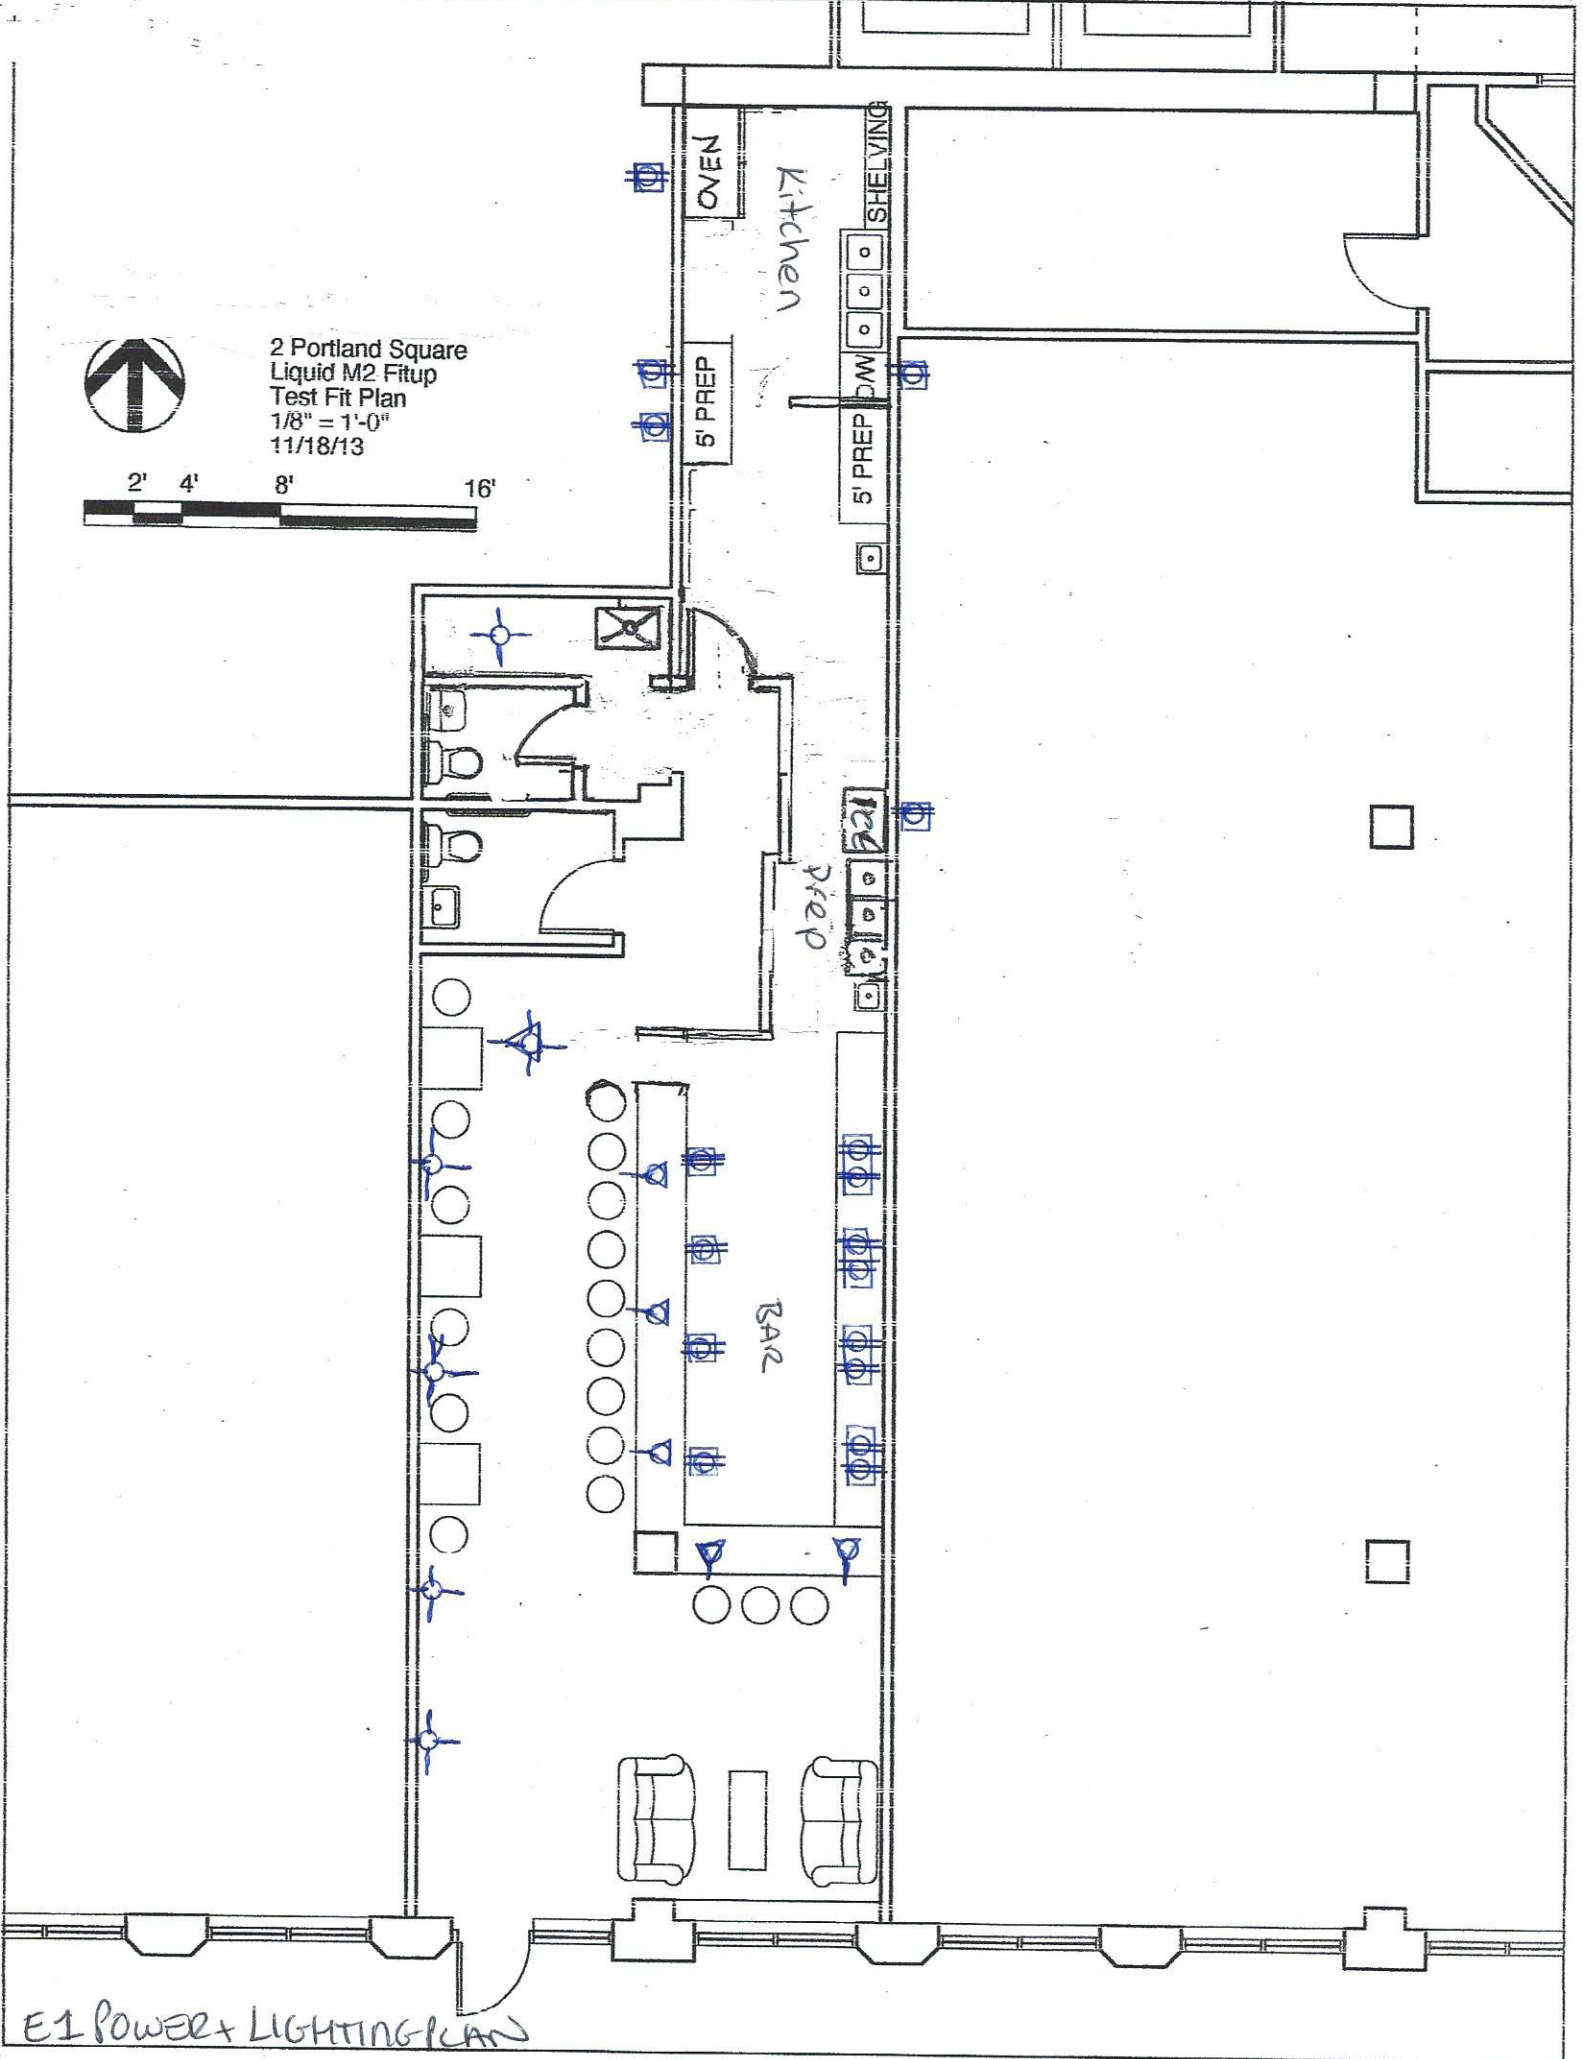 OVEN
Kitchen
SHELVING
2 Portland Square
Liquid M2 Fitup
Test Fit Plan
1/8" = 1'-0"
11/18/13
2' 4' 8' 16'
5' PREP
DW
5' PREP
ICE
Prep
BAR
E1 POWER + LIGHTING PLAN